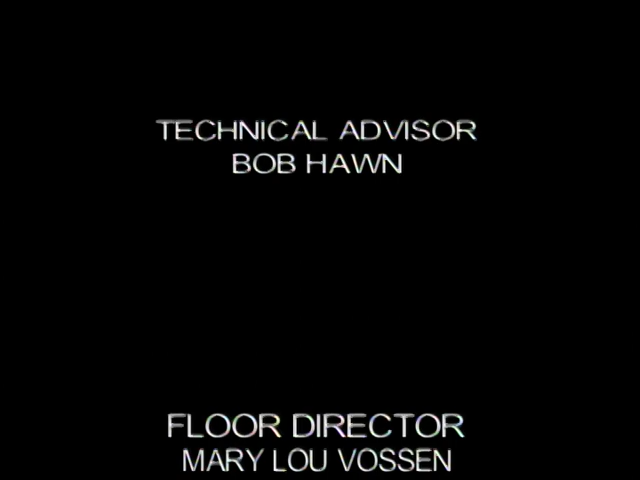 TECHNICAL ADVISOR
BOB HAWN
FLOOR DIRECTOR
MARY LOU VOSSEN